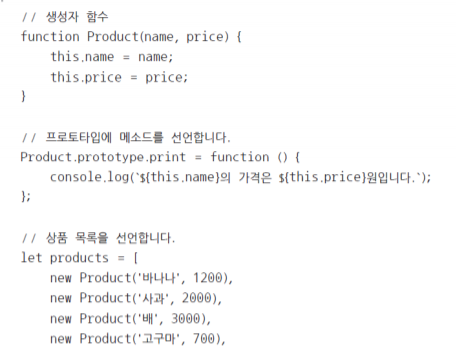 // 생성자 함수
function Product(name, price) {
    this.name = name;
    this.price = price;
}

// 프로토타입에 메소드를 선언합니다.
Product.prototype.print = function () {
    console.log(`${this.name}의 가격은 ${this.price}원입니다.`);
};

// 상품 목록을 선언합니다.
let products = [
    new Product('바나나', 1200),
    new Product('사과', 2000),
    new Product('배', 3000),
    new Product('고구마', 700),